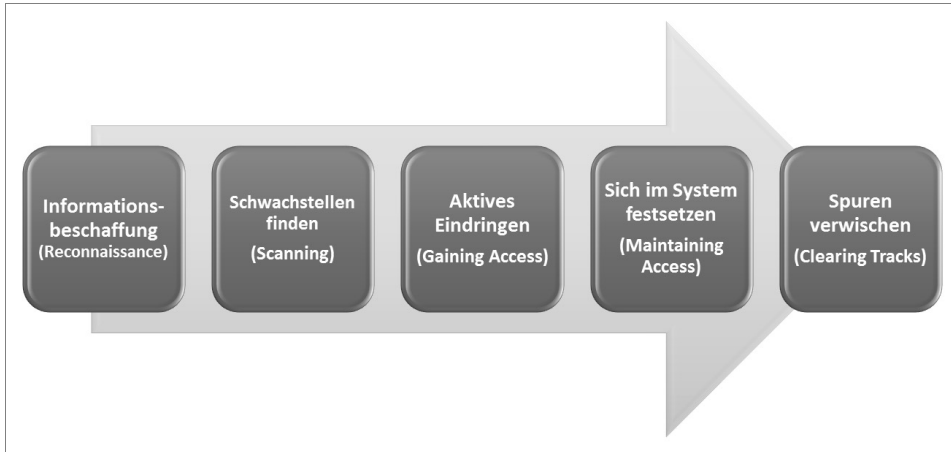 Informations-
beschaffung
(Reconnaissance)
Schwachstellen
finden
(Scanning)
Aktives
Eindringen
(Gaining Access)
Sich im System
festsetzen
(Maintaining
Access)
Spuren
verwischen
(Clearing Tracks)